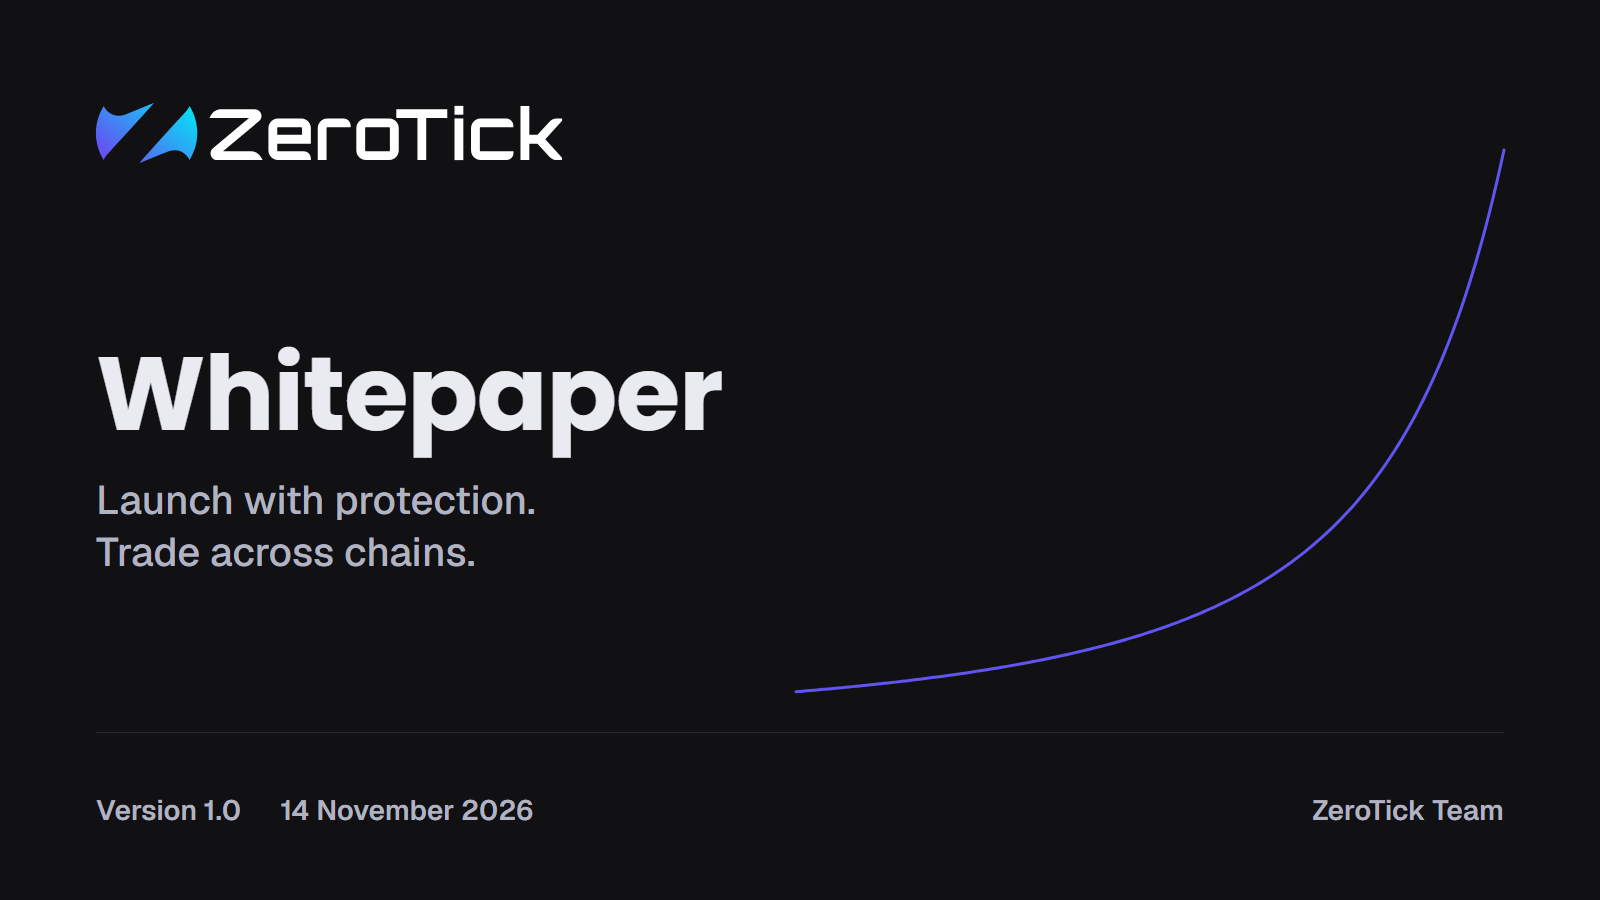 ZeroTick
Whitepaper
Launch with protection.
Trade across chains.
Version 1.0 14 November 2026
ZeroTick Team